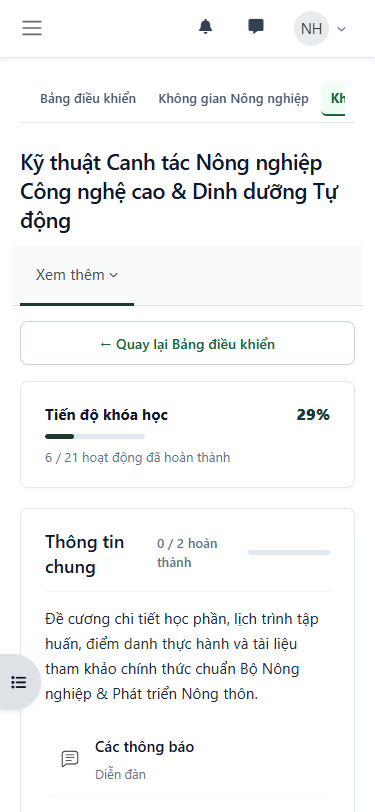 NH
Bảng điều khiển
Không gian Nông nghiệp
Kh
Kỹ thuật Canh tác Nông nghiệp
Công nghệ cao & Dinh dưỡng Tự
động
Xem thêm
← Quay lại Bảng điều khiển
Tiến độ khóa học
29%
6 / 21 hoạt động đã hoàn thành
Thông tin
chung
0 / 2 hoàn
thành
Đề cương chi tiết học phần, lịch trình tập
huấn, điểm danh thực hành và tài liệu
tham khảo chính thức chuẩn Bộ Nông
nghiệp & Phát triển Nông thôn.
Các thông báo
Diễn đàn